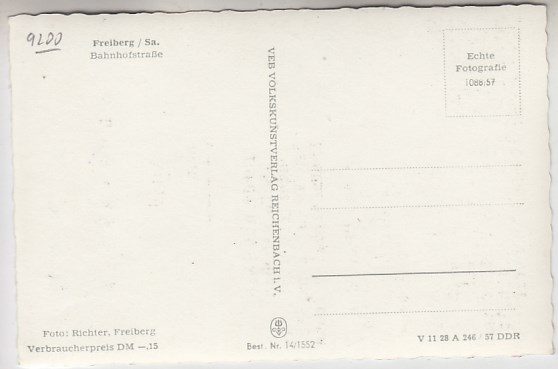 9200
Freiberg / Sa.
Bahnhofstraße
Echte
Fotografie
1088/57
VEB VOLKSKUNSTVERLAG REICHENBACH i. V.
Foto: Richter, Freiberg
Verbraucherpreis DM —,15
Best. Nr. 14/1552
V 11 28 A 246 / 57 DDR